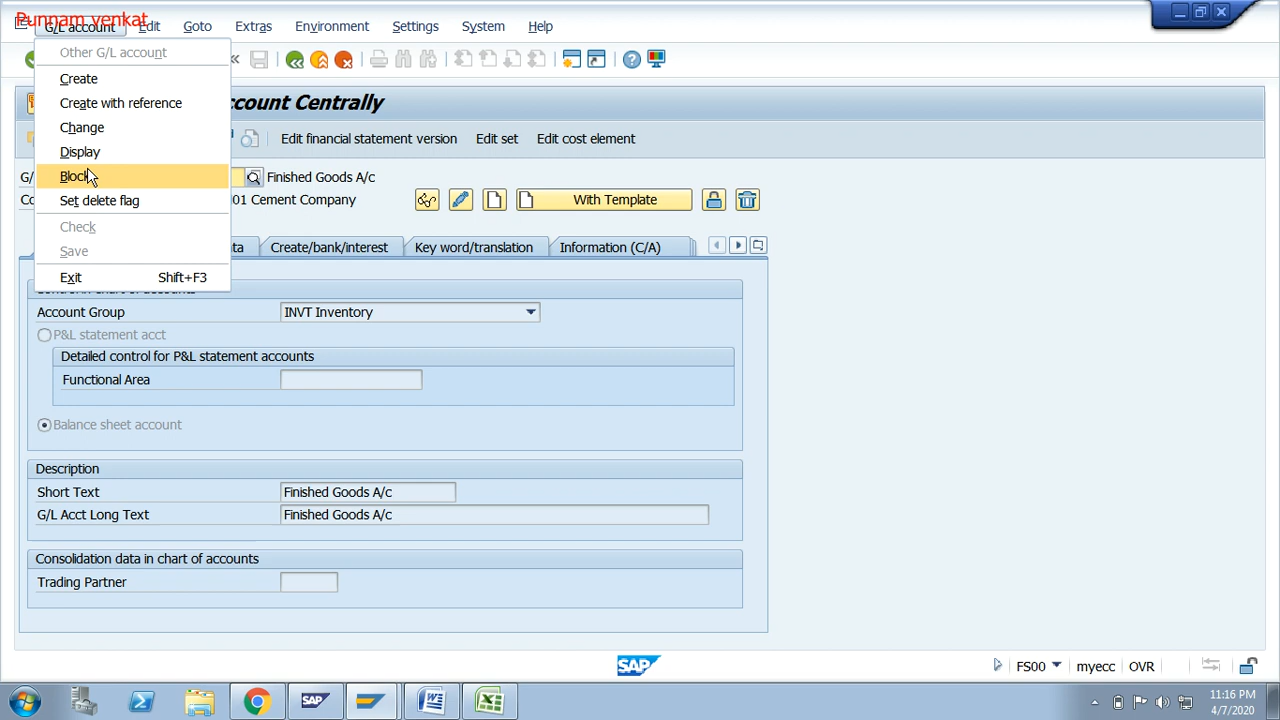 Punnam venkat
G/L account Edit Goto Extras Environment Settings System Help
Other G/L account
Create
Create with reference
Change
Display
Block
Set delete flag
Check
Save
Exit Shift+F3
ccount Centrally
Edit financial statement version Edit set Edit cost element
G/ Finished Goods A/c
Co 01 Cement Company With Template
ta Create/bank/interest Key word/translation Information (C/A)
Account Group INVT Inventory
P&L statement acct
Detailed control for P&L statement accounts
Functional Area
Balance sheet account
Description
Short Text Finished Goods A/c
G/L Acct Long Text Finished Goods A/c
Consolidation data in chart of accounts
Trading Partner
SAP FS00 myecc OVR
SAP
11:16 PM
4/7/2020